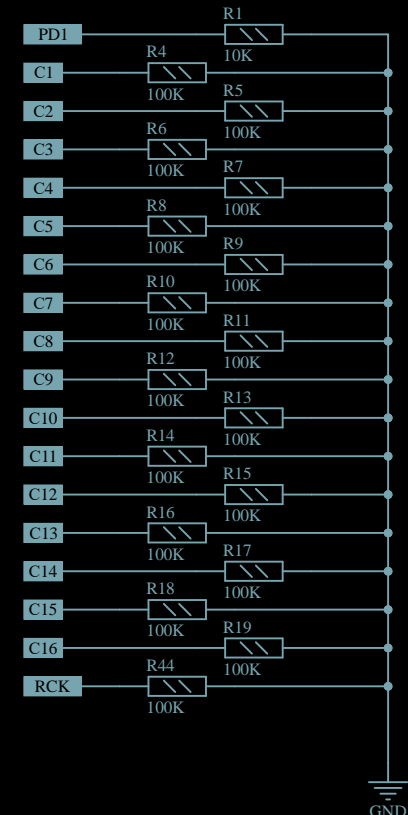 R1
PD1
10K
R4
C1
100K
R5
C2
100K
R6
C3
100K
R7
C4
100K
R8
C5
100K
R9
C6
100K
R10
C7
100K
R11
C8
100K
R12
C9
100K
R13
C10
100K
R14
C11
100K
R15
C12
100K
R16
C13
100K
R17
C14
100K
R18
C15
100K
R19
C16
100K
R44
RCK
100K
GND